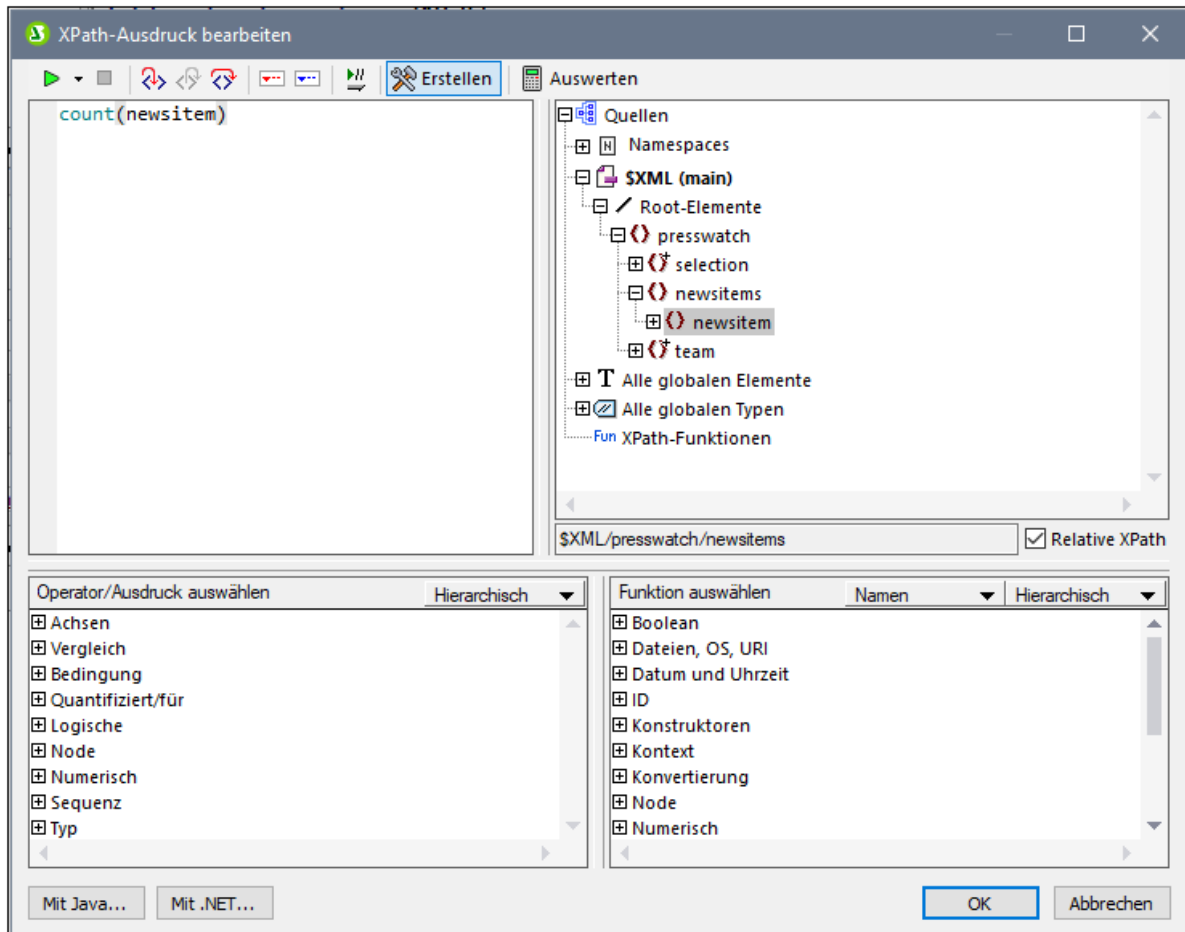 XPath-Ausdruck bearbeiten
Erstellen
Auswerten
count(newsitem)
Quellen
N Namespaces
$XML (main)
Root-Elemente
presswatch
selection
newsitems
newsitem
team
T Alle globalen Elemente
Alle globalen Typen
Fun XPath-Funktionen
$XML/presswatch/newsitems
Relative XPath
Operator/Ausdruck auswählen
Hierarchisch
Achsen
Vergleich
Bedingung
Quantifiziert/für
Logische
Node
Numerisch
Sequenz
Typ
Funktion auswählen
Namen
Hierarchisch
Boolean
Dateien, OS, URI
Datum und Uhrzeit
ID
Konstruktoren
Kontext
Konvertierung
Node
Numerisch
Mit Java...
Mit .NET...
OK
Abbrechen